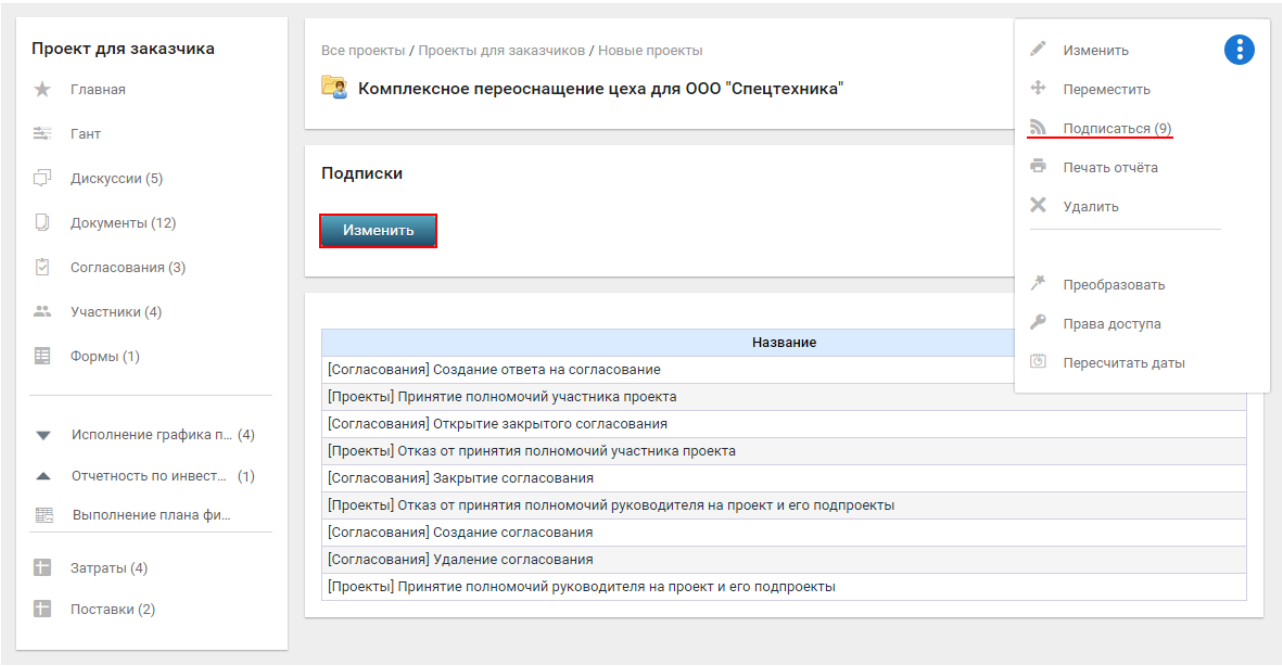 Проект для заказчика
Главная
Гант
Дискуссии (5)
Документы (12)
Согласования (3)
Участники (4)
Формы (1)
Исполнение графика п... (4)
Отчетность по инвест... (1)
Выполнение плана фи...
Затраты (4)
Поставки (2)
Все проекты / Проекты для заказчиков / Новые проекты
Комплексное переоснащение цеха для ООО "Спецтехника"
Подписки
Изменить
Название
[Согласования] Создание ответа на согласование
[Проекты] Принятие полномочий участника проекта
[Согласования] Открытие закрытого согласования
[Проекты] Отказ от принятия полномочий участника проекта
[Согласования] Закрытие согласования
[Проекты] Отказ от принятия полномочий руководителя на проект и его подпроекты
[Согласования] Создание согласования
[Согласования] Удаление согласования
[Проекты] Принятие полномочий руководителя на проект и его подпроекты
Изменить
Переместить
Подписаться (9)
Печать отчёта
Удалить
Преобразовать
Права доступа
Пересчитать даты